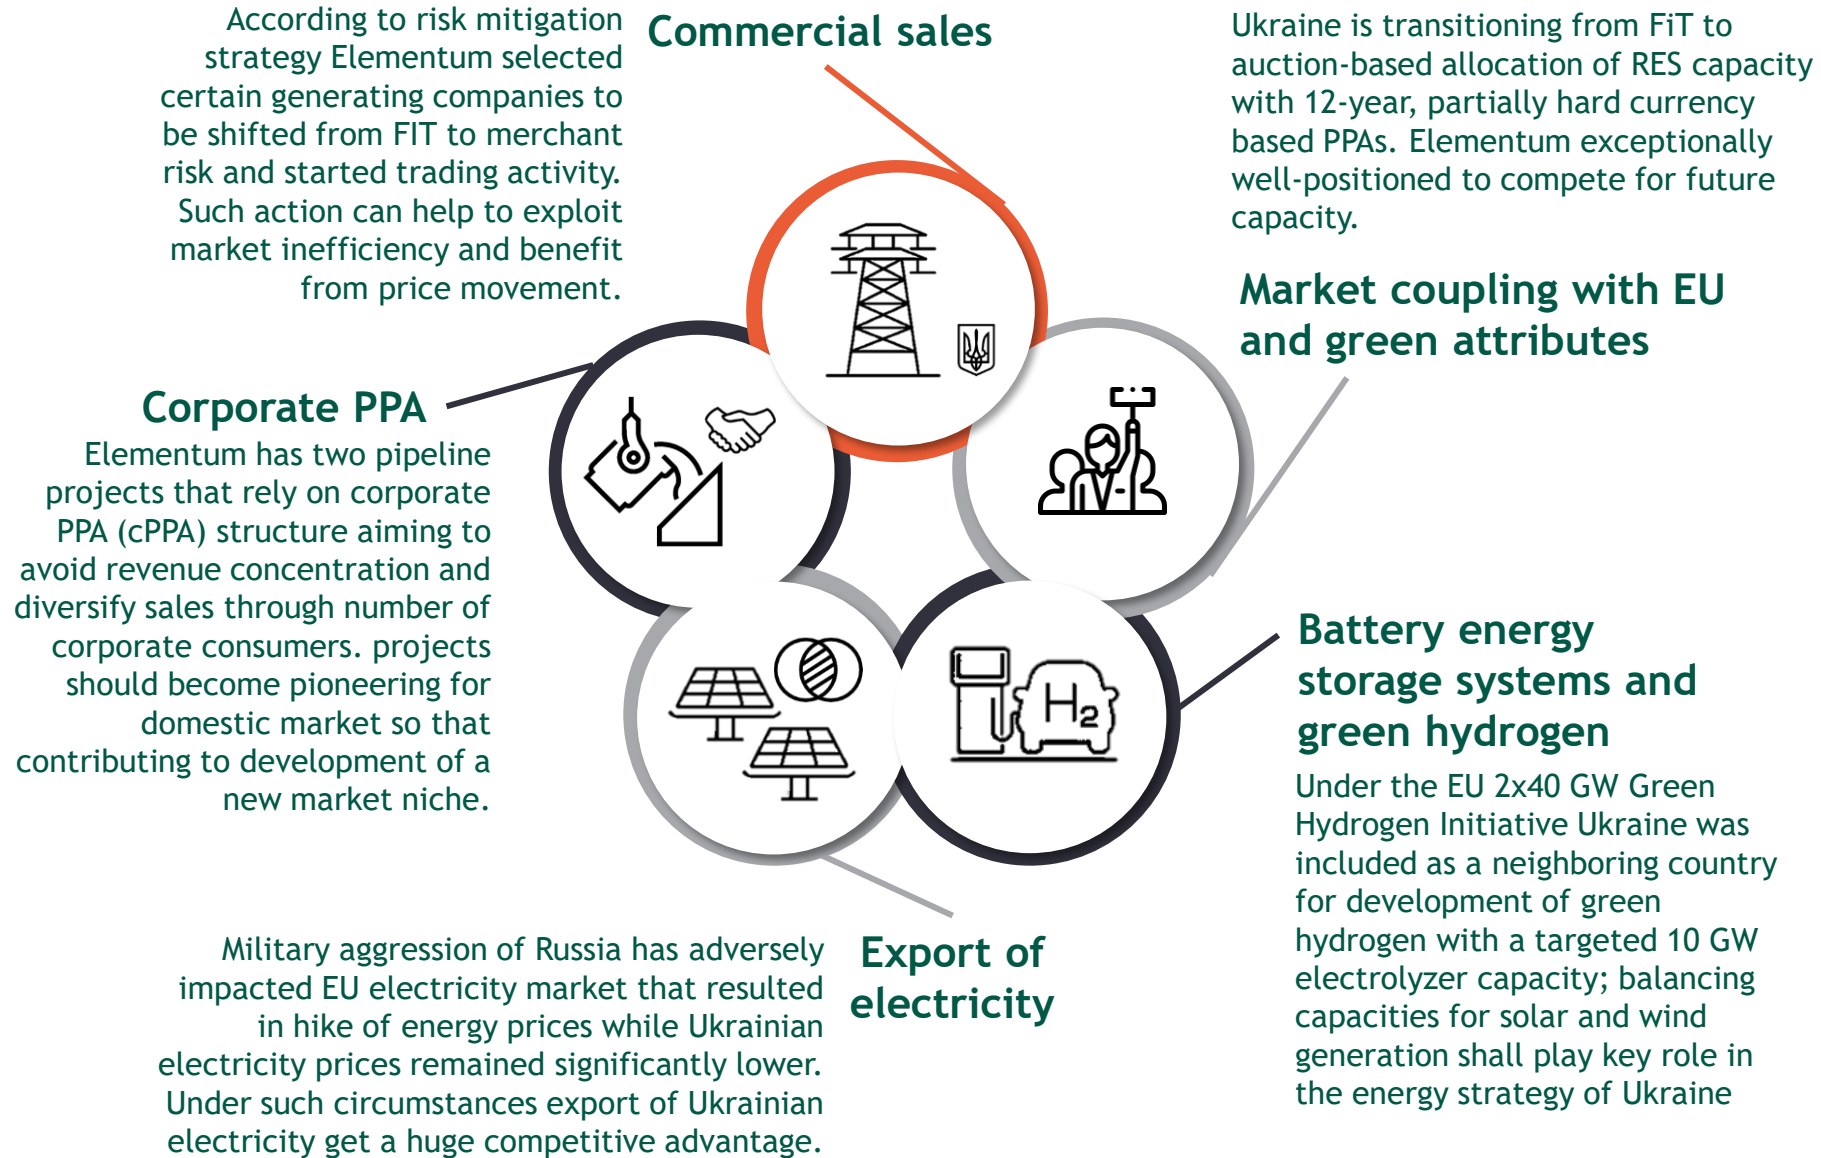 Commercial sales
According to risk mitigation
strategy Elementum selected
certain generating companies to
be shifted from FIT to merchant
risk and started trading activity.
Such action can help to exploit
market inefficiency and benefit
from price movement.
Ukraine is transitioning from FiT to
auction-based allocation of RES capacity
with 12-year, partially hard currency
based PPAs. Elementum exceptionally
well-positioned to compete for future
capacity.
Market coupling with EU
and green attributes
Corporate PPA
Elementum has two pipeline
projects that rely on corporate
PPA (cPPA) structure aiming to
avoid revenue concentration and
diversify sales through number of
corporate consumers. projects
should become pioneering for
domestic market so that
contributing to development of a
new market niche.
H2
Battery energy
storage systems and
green hydrogen
Under the EU 2x40 GW Green
Hydrogen Initiative Ukraine was
included as a neighboring country
for development of green
hydrogen with a targeted 10 GW
electrolyzer capacity; balancing
capacities for solar and wind
generation shall play key role in
the energy strategy of Ukraine
Export of
electricity
Military aggression of Russia has adversely
impacted EU electricity market that resulted
in hike of energy prices while Ukrainian
electricity prices remained significantly lower.
Under such circumstances export of Ukrainian
electricity get a huge competitive advantage.